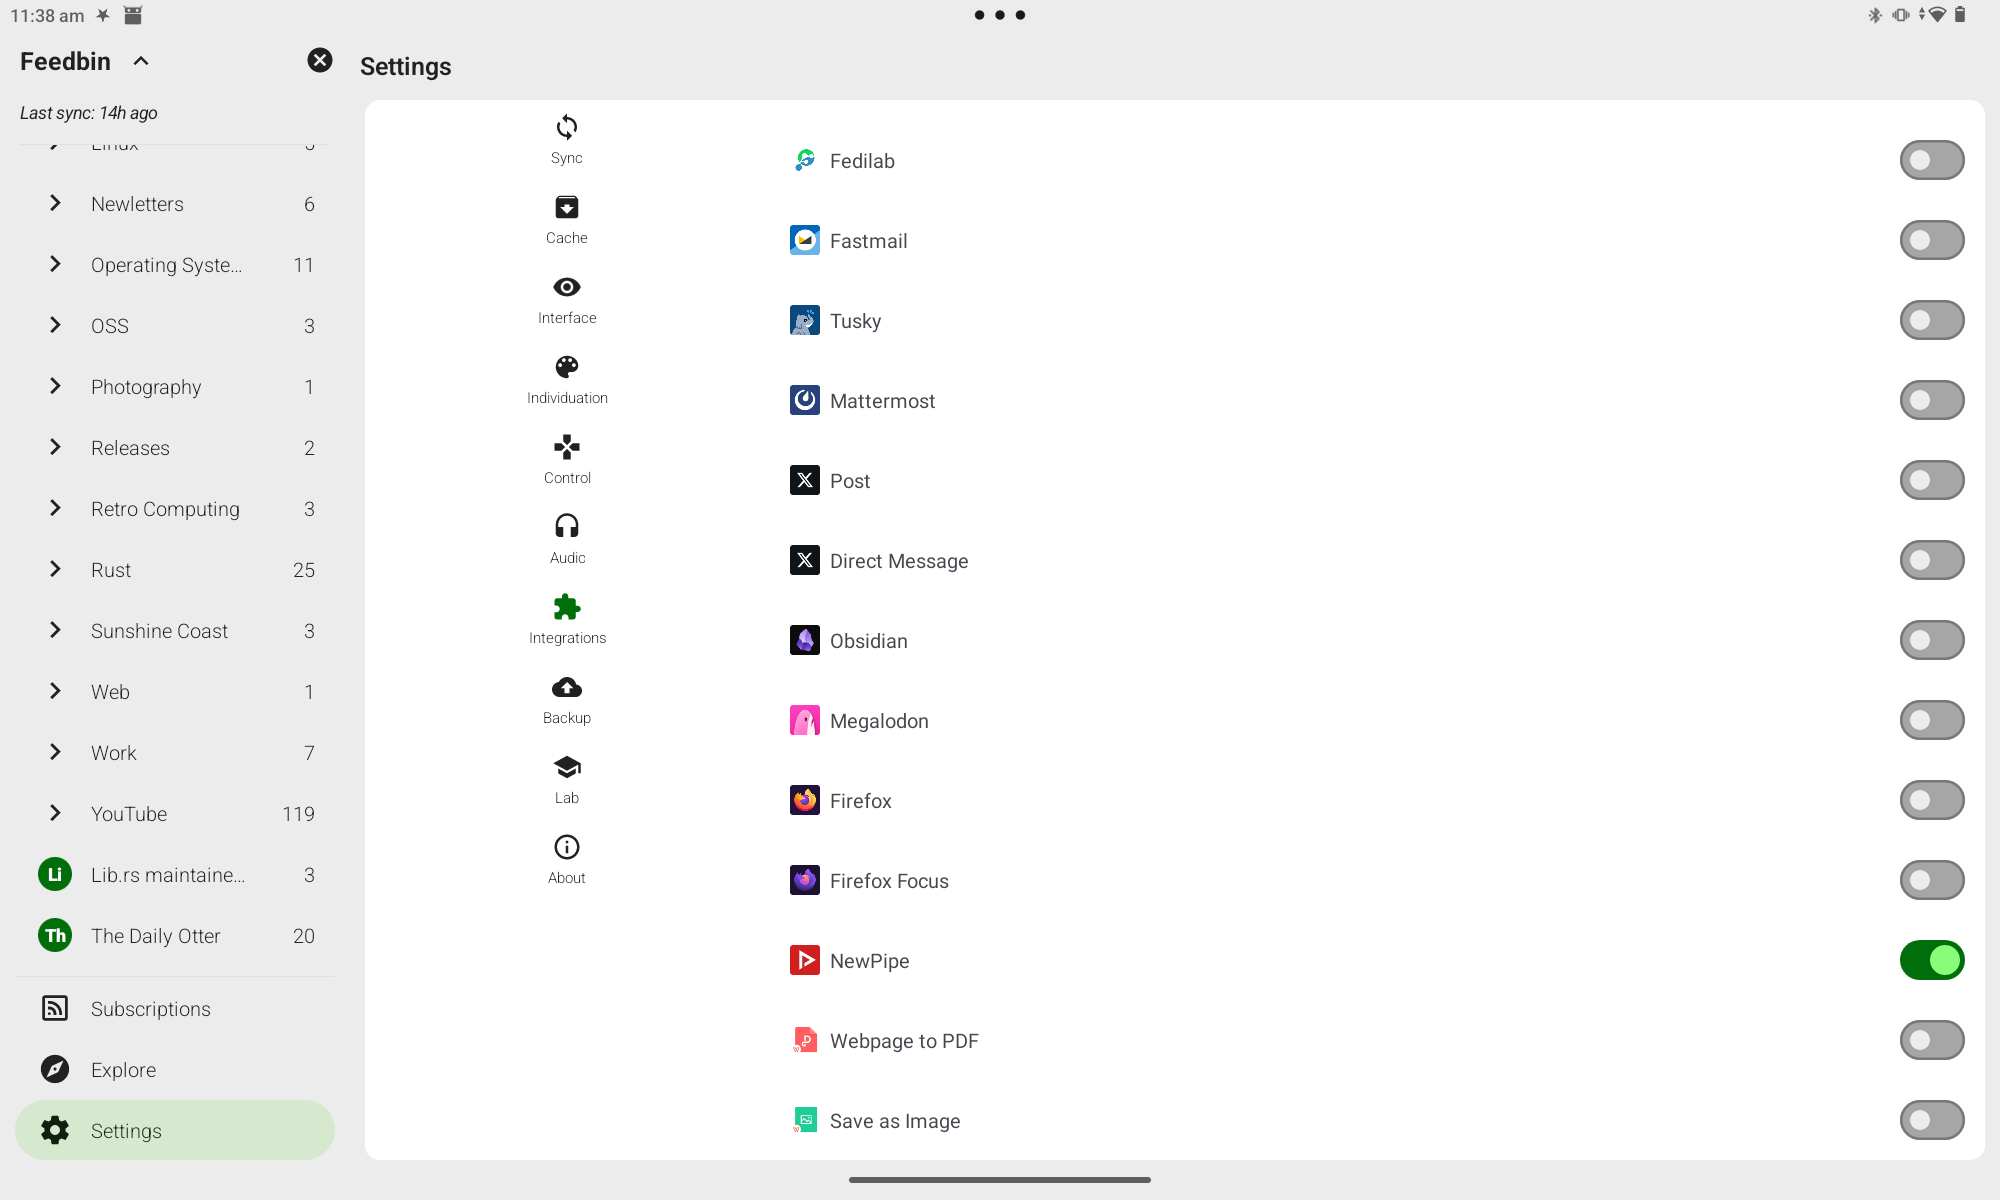 11:38 am
Feedbin
Last sync: 14h ago
Linux
Newletters 6
Operating Syste... 11
OSS 3
Photography 1
Releases 2
Retro Computing 3
Rust 25
Sunshine Coast 3
Web 1
Work 7
YouTube 119
Li Lib.rs maintaine... 3
Th The Daily Otter 20
Subscriptions
Explore
Settings
Settings
Sync
Cache
Interface
Individuation
Control
Audio
Integrations
Backup
Lab
About
Fedilab
Fastmail
Tusky
Mattermost
Post
Direct Message
Obsidian
Megalodon
Firefox
Firefox Focus
NewPipe
Webpage to PDF
Save as Image